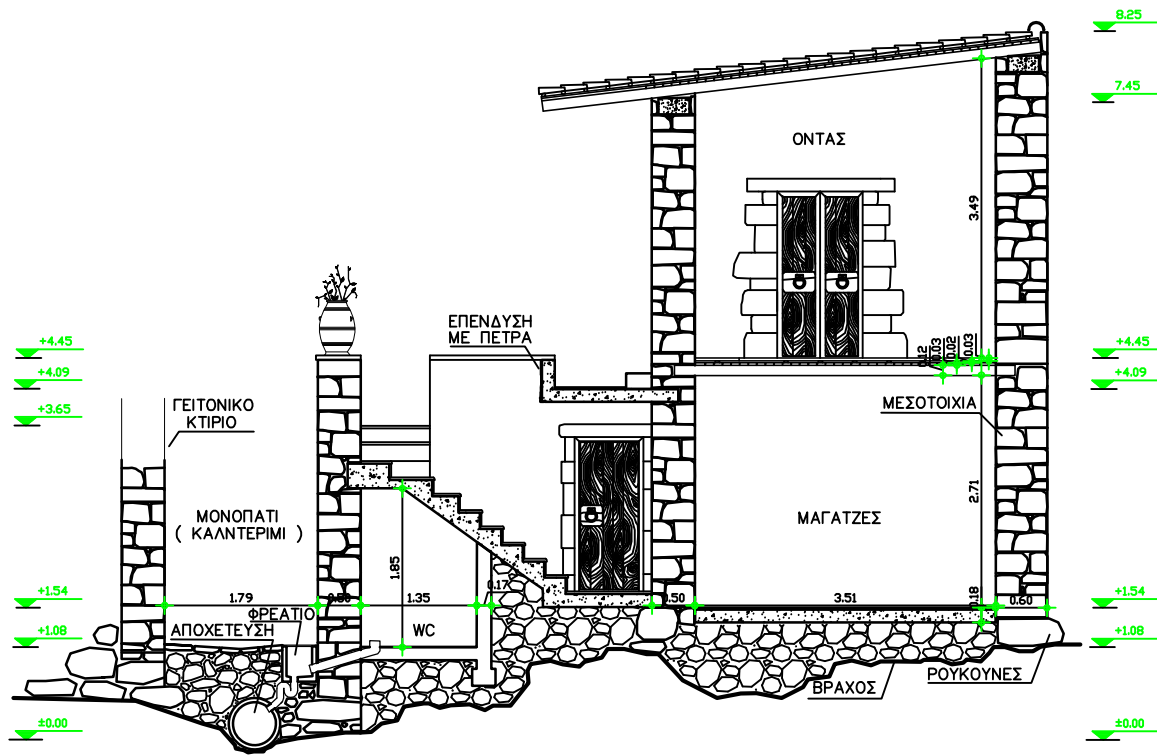 8.25
7.45
ΟΝΤΑΣ
3.49
ΕΠΕΝΔΥΣΗ
ΜΕ ΠΕΤΡΑ
+4.45
+4.09
+3.65
0.12
0.03
0.02
0.03
+4.45
+4.09
ΓΕΙΤΟΝΙΚΟ
ΚΤΙΡΙΟ
ΜΕΣΟΤΟΙΧΙΑ
2.71
ΜΟΝΟΠΑΤΙ
( ΚΑΛΝΤΕΡΙΜΙ )
ΜΑΓΑΤΖΕΣ
1.85
+1.54
1.79
0.50
1.35
0.17
0.50
3.51
0.18
0.60
+1.54
ΦΡΕΑΤΙΟ
ΑΠΟΧΕΤΕΥΣΗ
WC
+1.08
+1.08
ΒΡΑΧΟΣ
ΡΟΥΚΟΥΝΕΣ
±0.00
±0.00